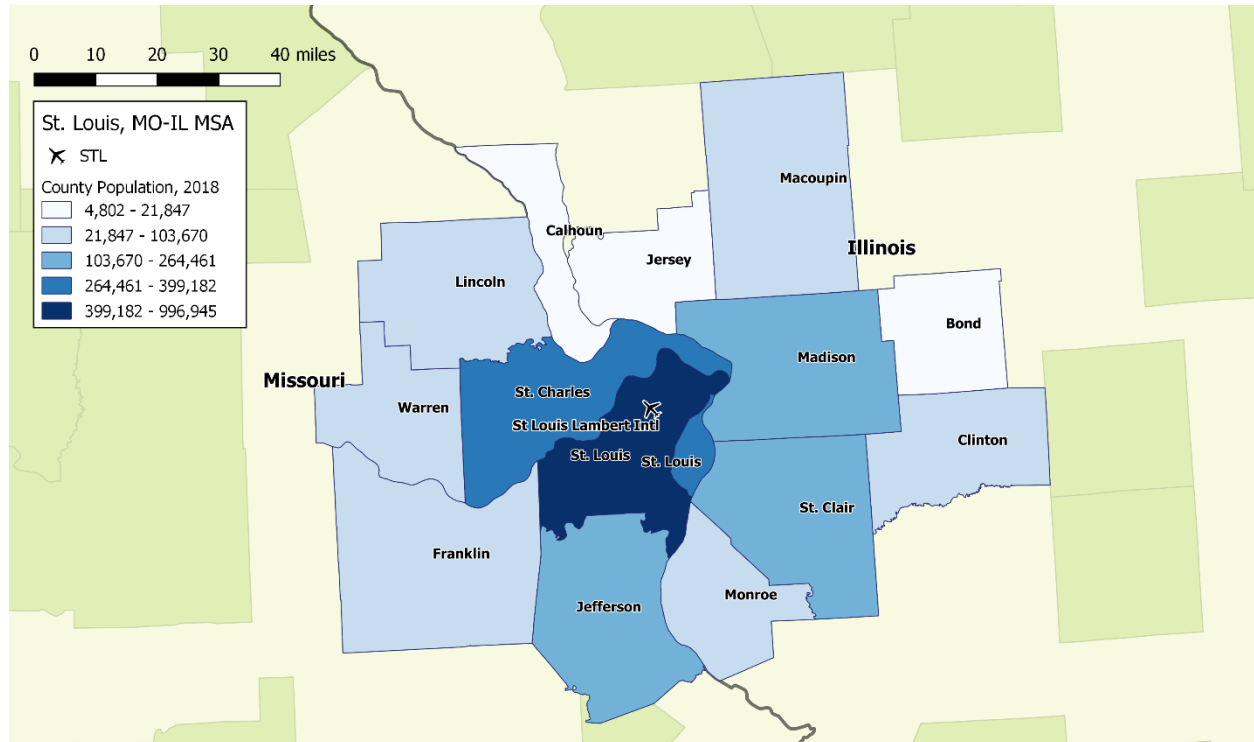 0 10 20 30 40 miles
St. Louis, MO-IL MSA
STL
County Population, 2018
4,802 - 21,847
21,847 - 103,670
103,670 - 264,461
264,461 - 399,182
399,182 - 996,945
Macoupin
Calhoun
Illinois
Jersey
Lincoln
Bond
Madison
Missouri
St. Charles
Warren
St Louis Lambert Intl
Clinton
St. Louis
St. Louis
St. Clair
Franklin
Monroe
Jefferson